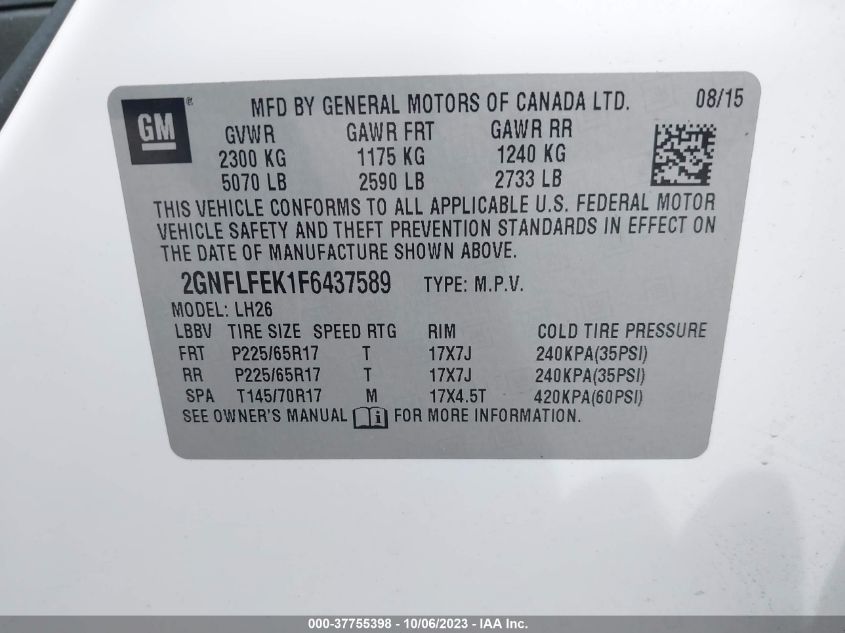 GM® MFD BY GENERAL MOTORS OF CANADA LTD. 08/15
GVWR GAWR FRT GAWR RR
2300 KG 1175 KG 1240 KG
5070 LB 2590 LB 2733 LB
THIS VEHICLE CONFORMS TO ALL APPLICABLE U.S. FEDERAL MOTOR
VEHICLE SAFETY AND THEFT PREVENTION STANDARDS IN EFFECT ON
THE DATE OF MANUFACTURE SHOWN ABOVE.
2GNFLFEK1F6437589 TYPE: M.P.V.
MODEL: LH26
LBBV TIRE SIZE SPEED RTG RIM COLD TIRE PRESSURE
FRT P225/65R17 T 17X7J 240KPA(35PSI)
RR P225/65R17 T 17X7J 240KPA(35PSI)
SPA T145/70R17 M 17X4.5T 420KPA(60PSI)
SEE OWNER'S MANUAL i FOR MORE INFORMATION.
000-37755398 - 10/06/2023 - IAA Inc.